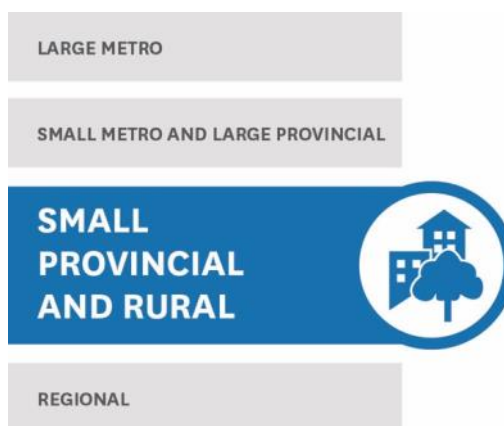 LARGE METRO
SMALL METRO AND LARGE PROVINCIAL
SMALL
PROVINCIAL
AND RURAL
REGIONAL